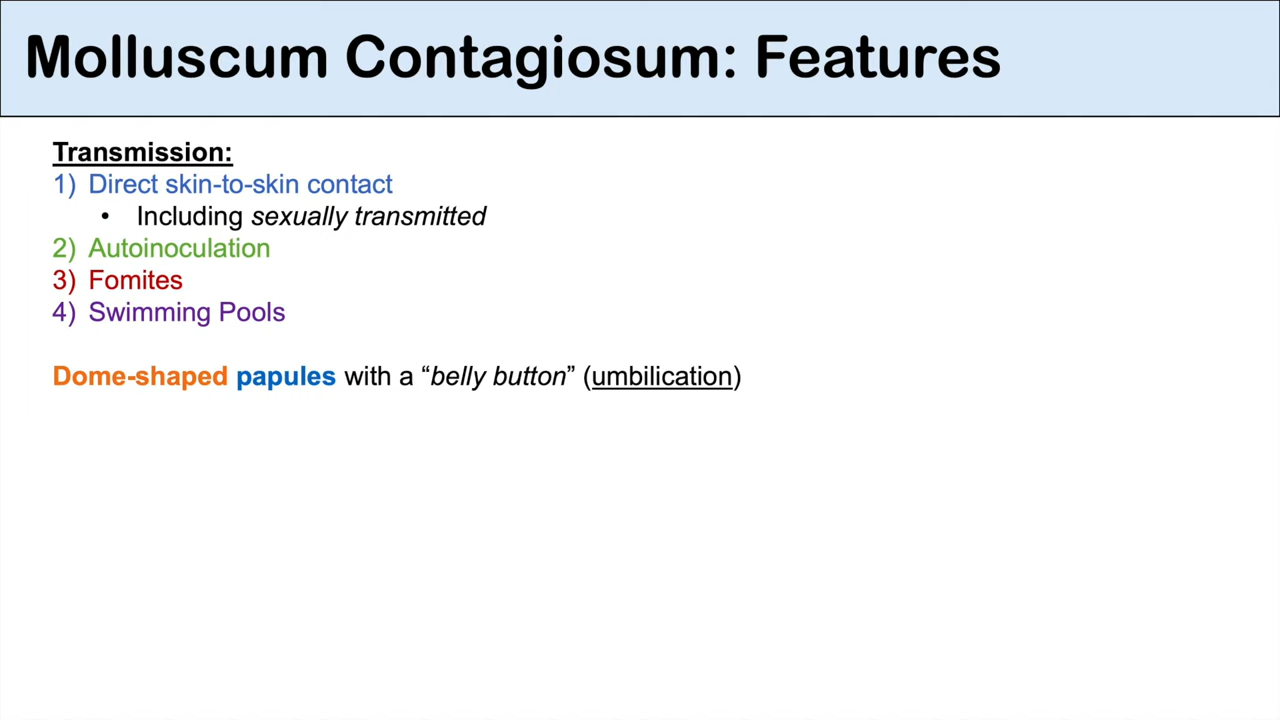 Molluscum Contagiosum: Features
Transmission:
1) Direct skin-to-skin contact
• Including sexually transmitted
2) Autoinoculation
3) Fomites
4) Swimming Pools
Dome-shaped papules with a “belly button” (umbilication)